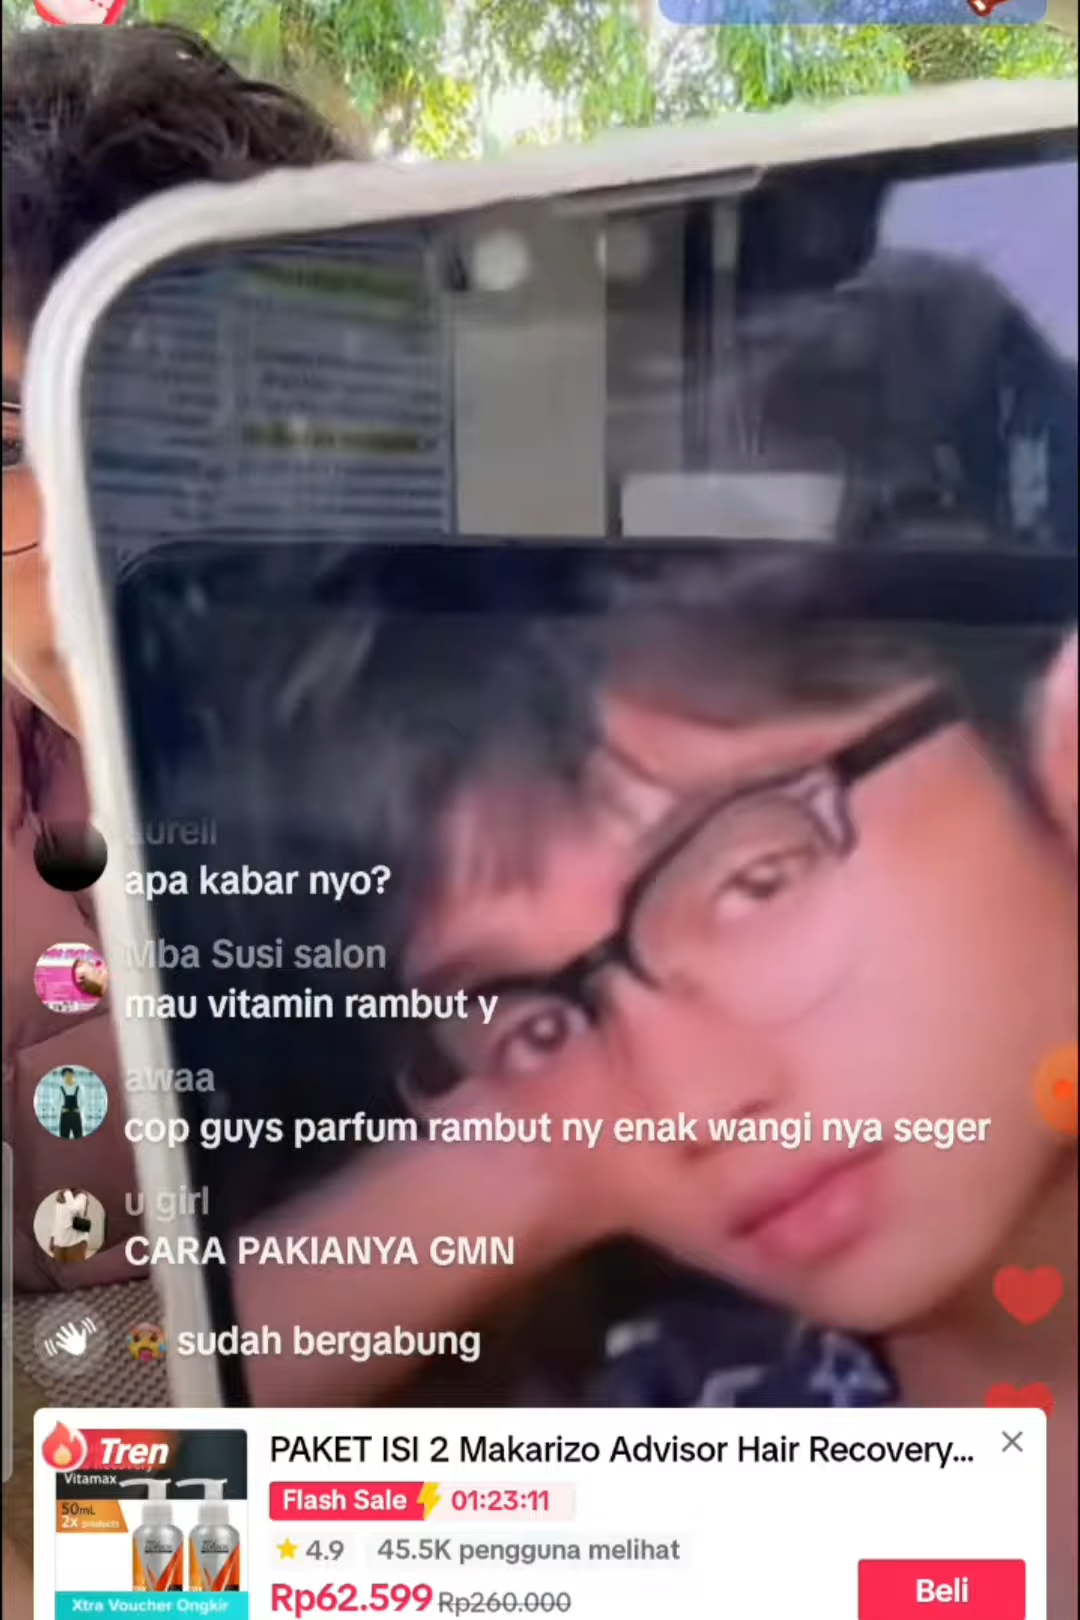 apa kabar nyo?
Mba Susi salon
mau vitamin rambut y
awaa
cop guys parfum rambut ny enak wangi nya seger
u girl
CARA PAKIANYA GMN
sudah bergabung
Tren
Vitamax
50mL
2x products
Xtra Voucher Ongkir
PAKET ISI 2 Makarizo Advisor Hair Recovery...
Flash Sale 01:23:11
4.9 45.5K pengguna melihat
Rp62.599 Rp260.000
Beli